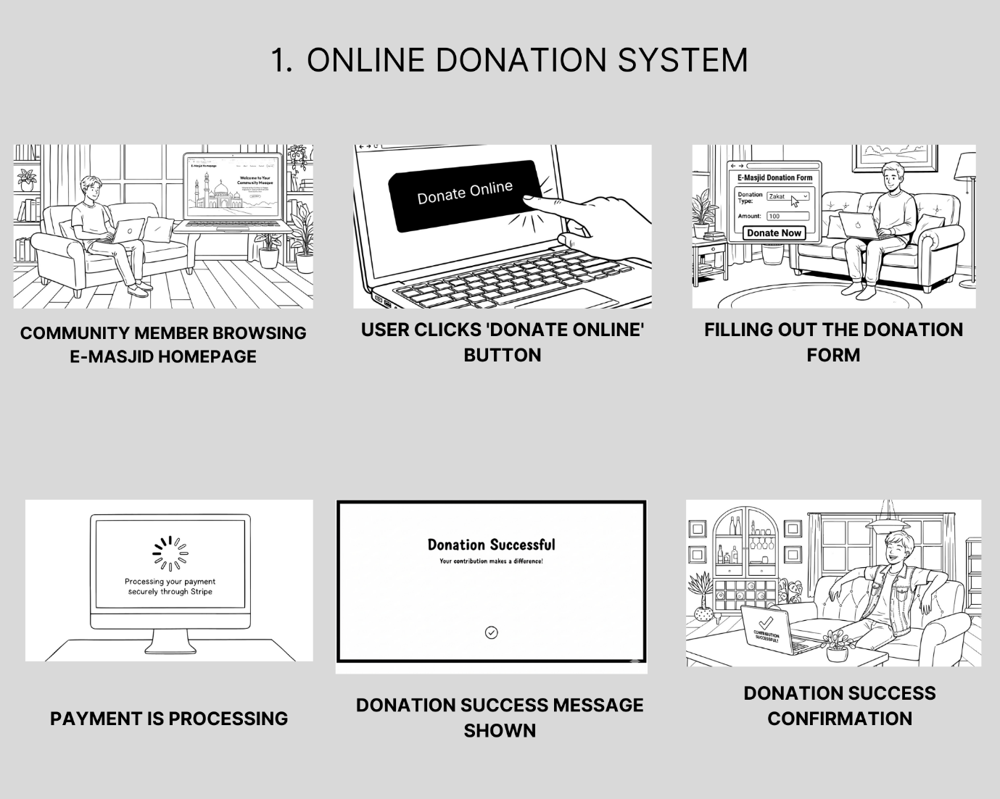 1. ONLINE DONATION SYSTEM
E-Masjid Homepage
Welcome to Your
Community Mosque
COMMUNITY MEMBER BROWSING
E-MASJID HOMEPAGE
Donate Online
USER CLICKS 'DONATE ONLINE'
BUTTON
E-Masjid Donation Form
Donation
Type:
Zakat
Amount:
100
Donate Now
FILLING OUT THE DONATION
FORM
Processing your payment
securely through Stripe
PAYMENT IS PROCESSING
Donation Successful
Your contribution makes a difference!
DONATION SUCCESS MESSAGE
SHOWN
CONTRIBUTION
SUCCESSFUL!
DONATION SUCCESS
CONFIRMATION